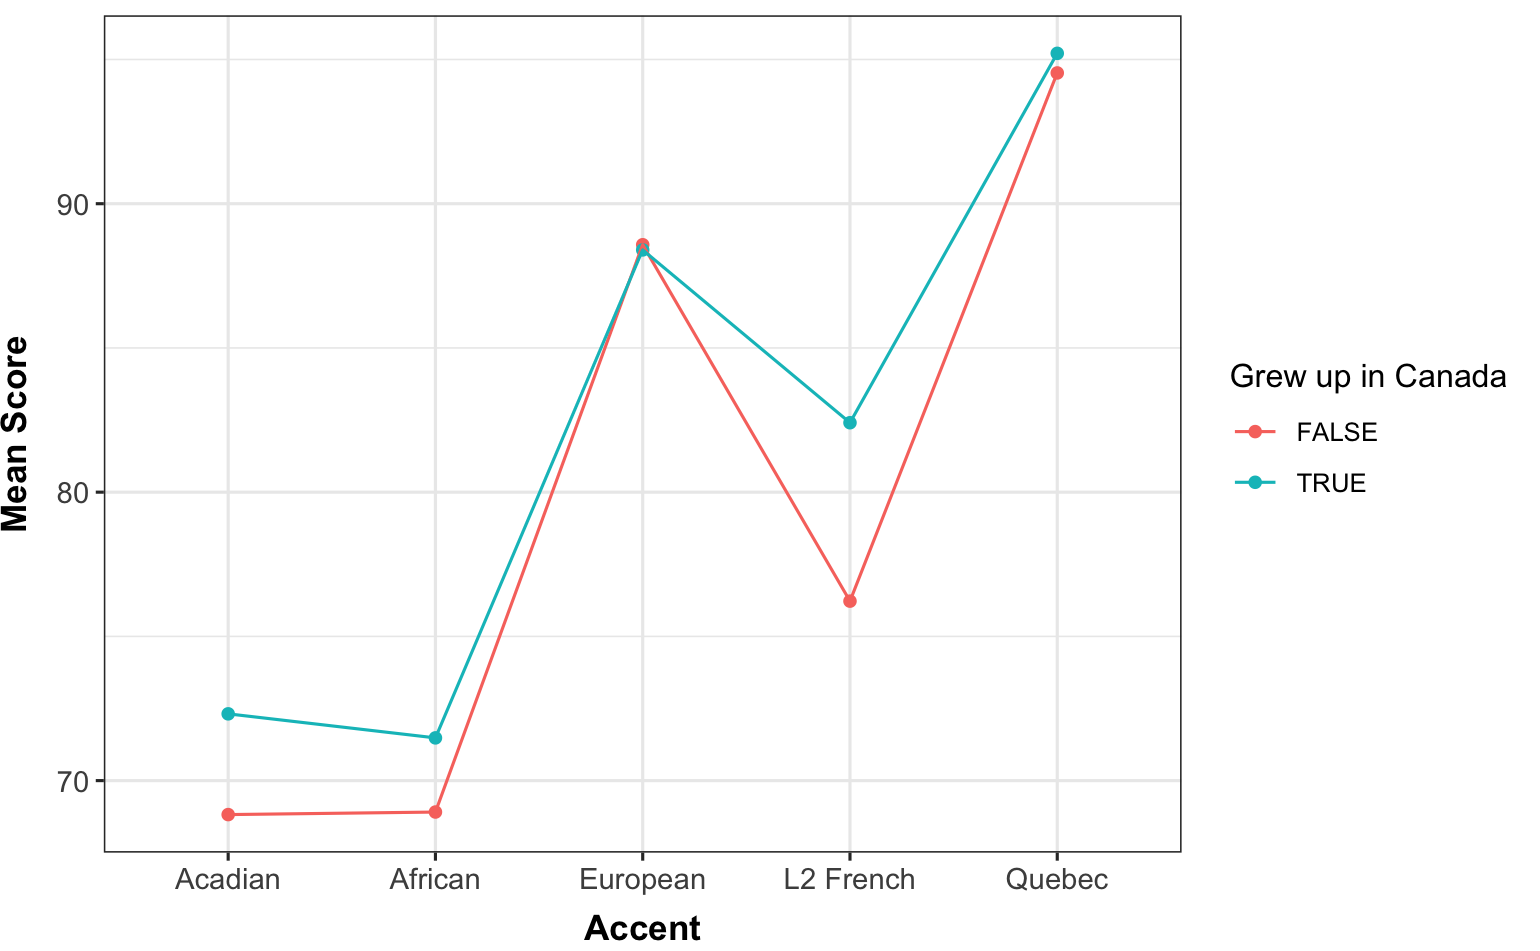 Mean Score
90
80
70
Acadian African European L2 French Quebec
Accent
Grew up in Canada
FALSE
TRUE